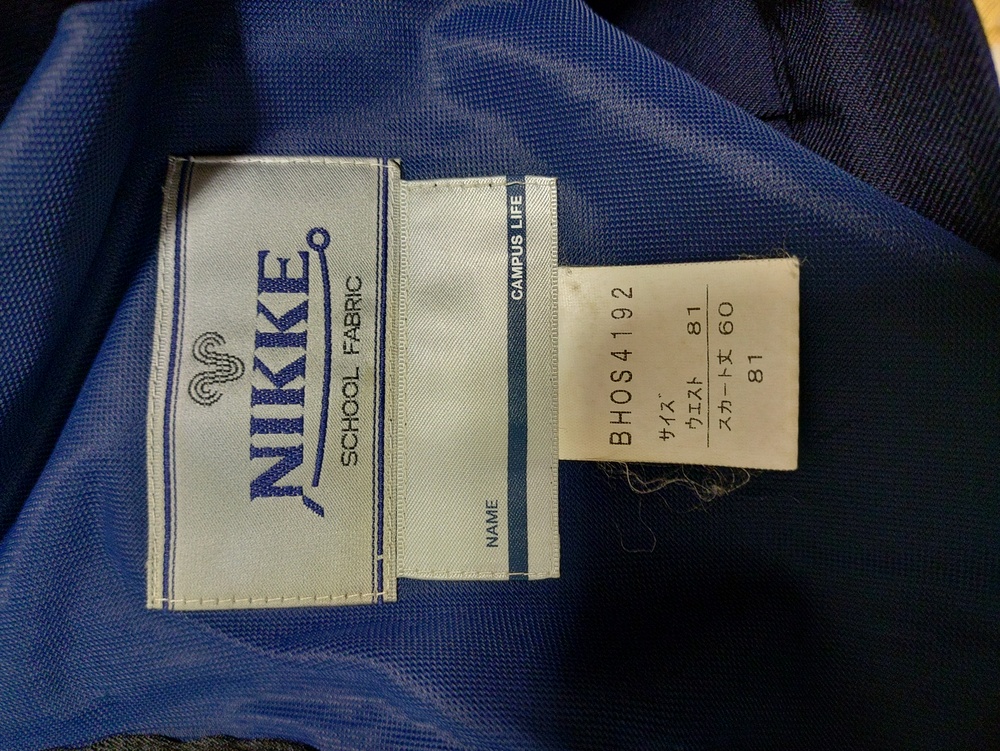 NIKKE
SCHOOL FABRIC
CAMPUS LIFE
NAME
BHOS4192
サイズ
ウエスト 81
スカート丈 60
81